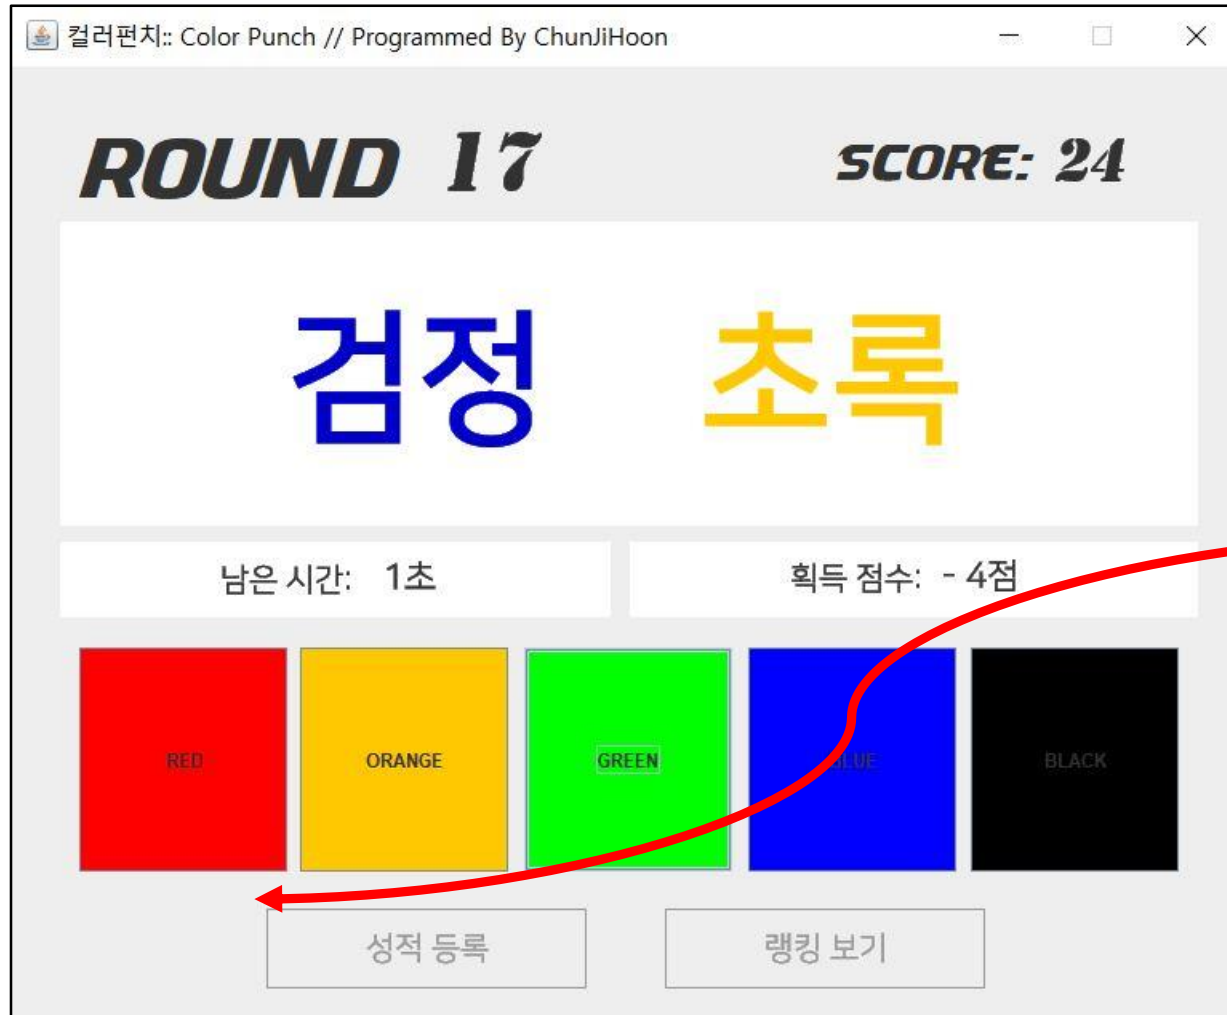 컬러펀치:: Color Punch // Programmed By ChunJiHoon
ROUND 17 SCORE: 24
검정 초록
남은 시간: 1초 획득 점수: - 4점
RED ORANGE GREEN BLUE BLACK
성적 등록 랭킹 보기